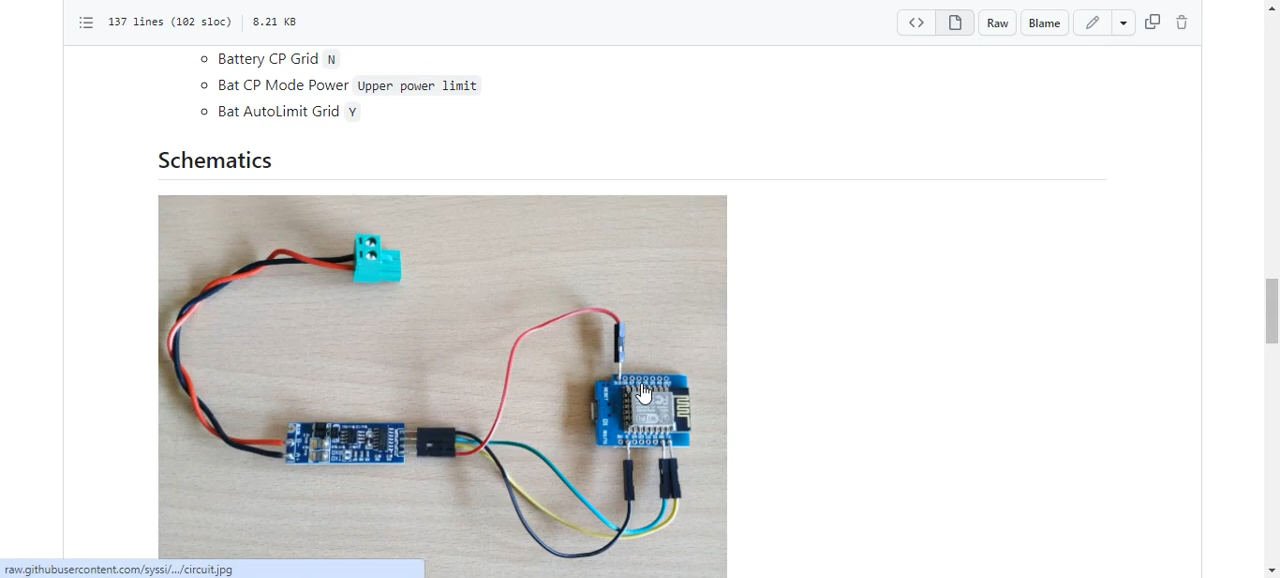 137 lines (102 sloc) 8.21 KB
Raw Blame
Battery CP Grid N
Bat CP Mode Power Upper power limit
Bat AutoLimit Grid Y
Schematics
raw.githubusercontent.com/syssi/.../circuit.jpg